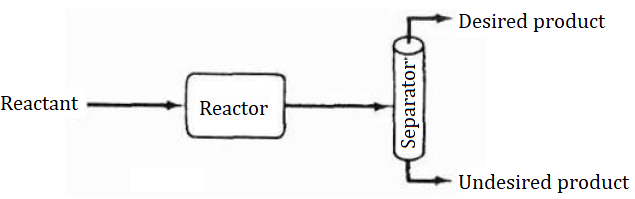 Desired product
Reactant
Reactor
Separator
Undesired product